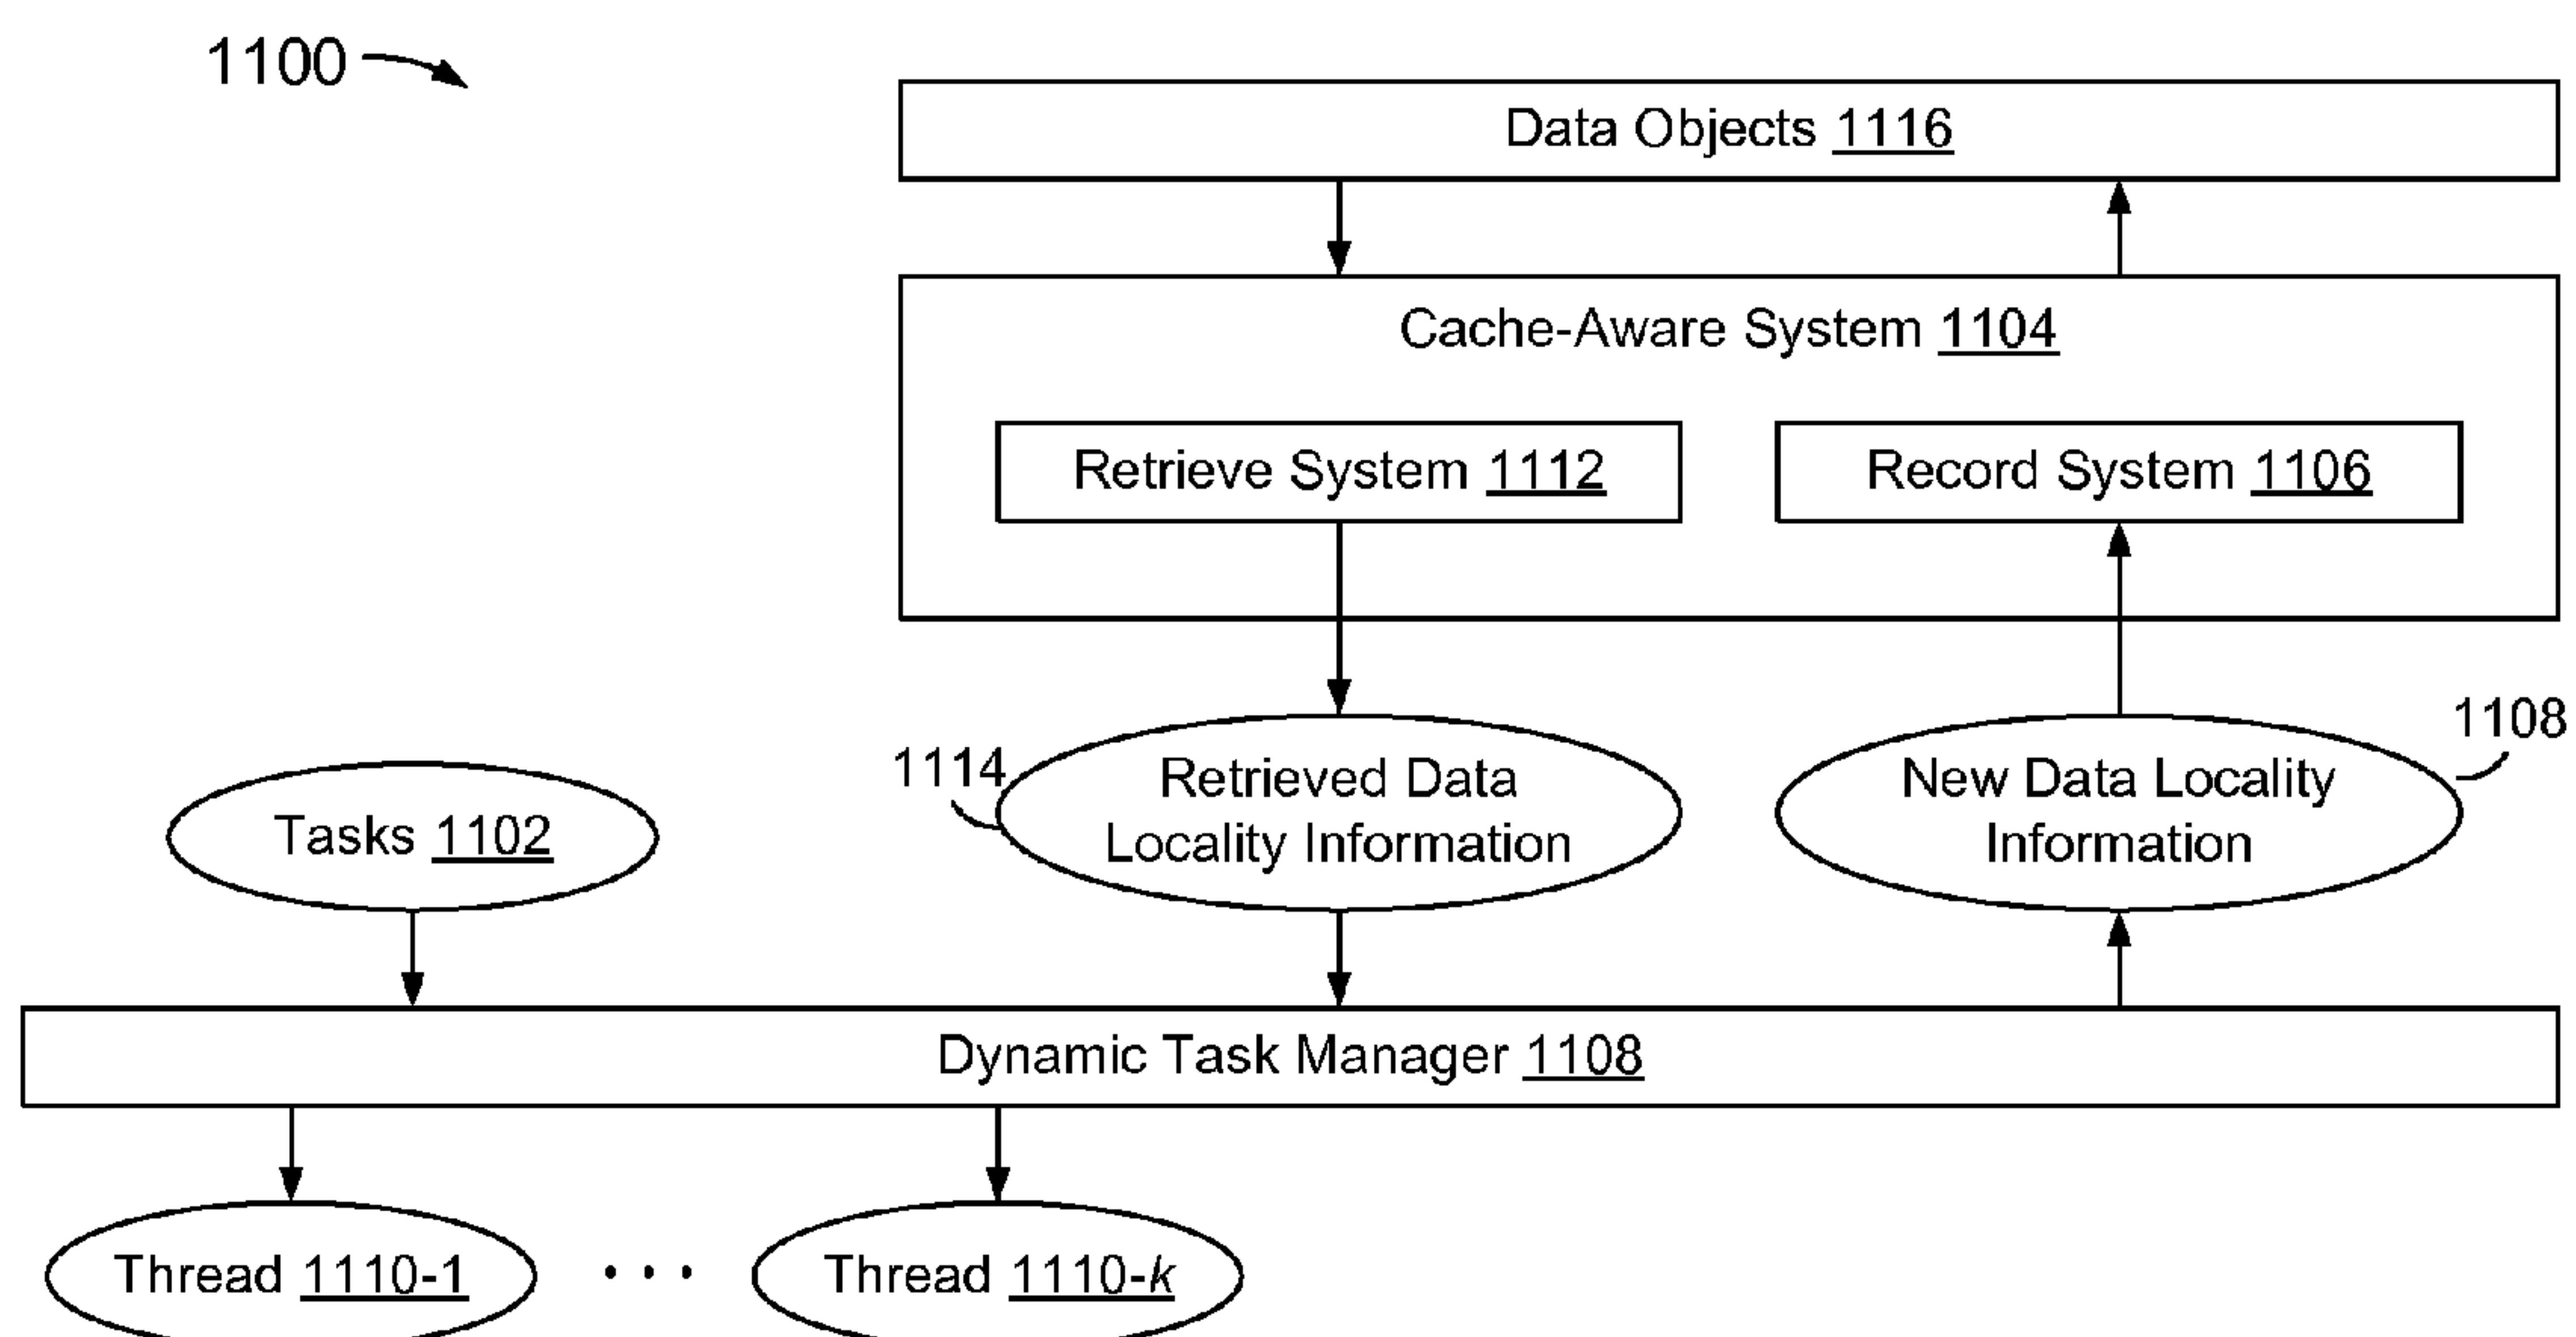 1100
Data Objects 1116
Cache-Aware System 1104
Retrieve System 1112
Record System 1106
1108
1114
Retrieved Data
Locality Information
New Data Locality
Information
Tasks 1102
Dynamic Task Manager 1108
Thread 1110-1
• • •
Thread 1110-k